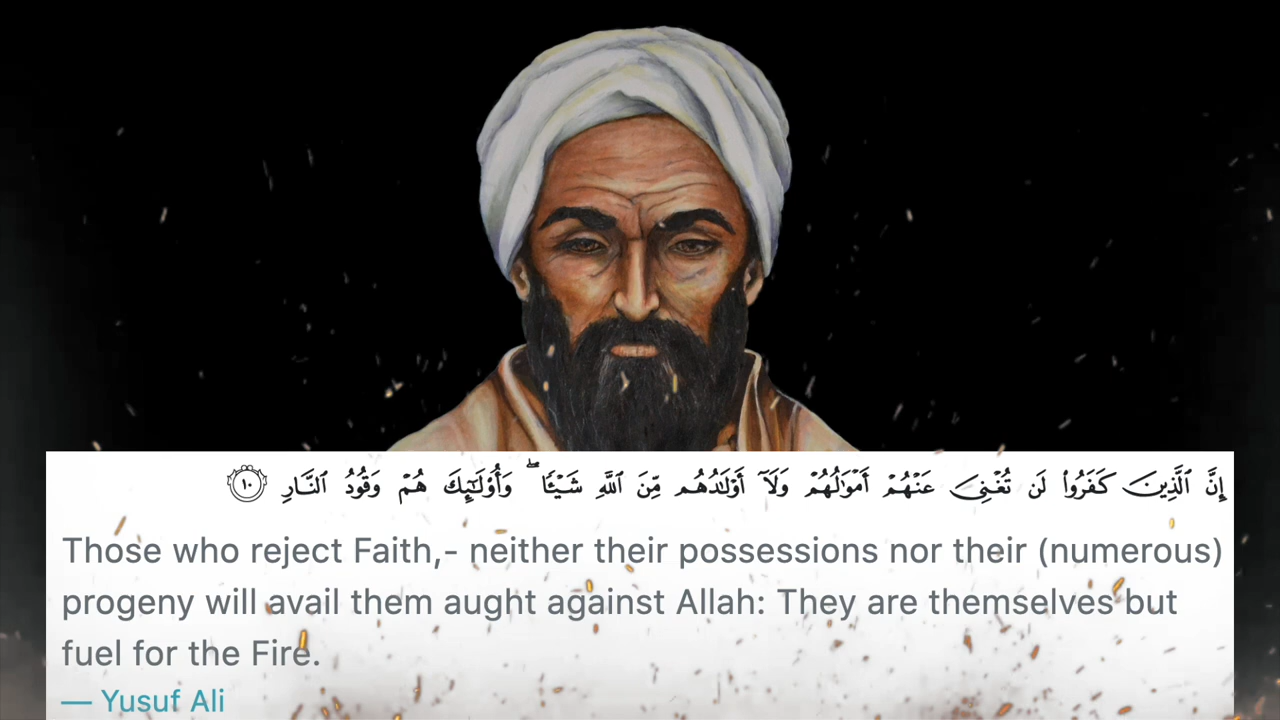 إِنَّ ٱلَّذِينَ كَفَرُوا۟ لَن تُغْنِىَ عَنْهُمْ أَمْوَٰلُهُمْ وَلَآ أَوْلَـٰدُهُم مِّنَ ٱللَّهِ شَيْـًۭٔا ۖ وَأُو۟لَـٰٓئِكَ هُمْ وَقُودُ ٱلنَّارِ ١٠
Those who reject Faith,- neither their possessions nor their (numerous)
progeny will avail them aught against Allah: They are themselves but
fuel for the Fire.
— Yusuf Ali